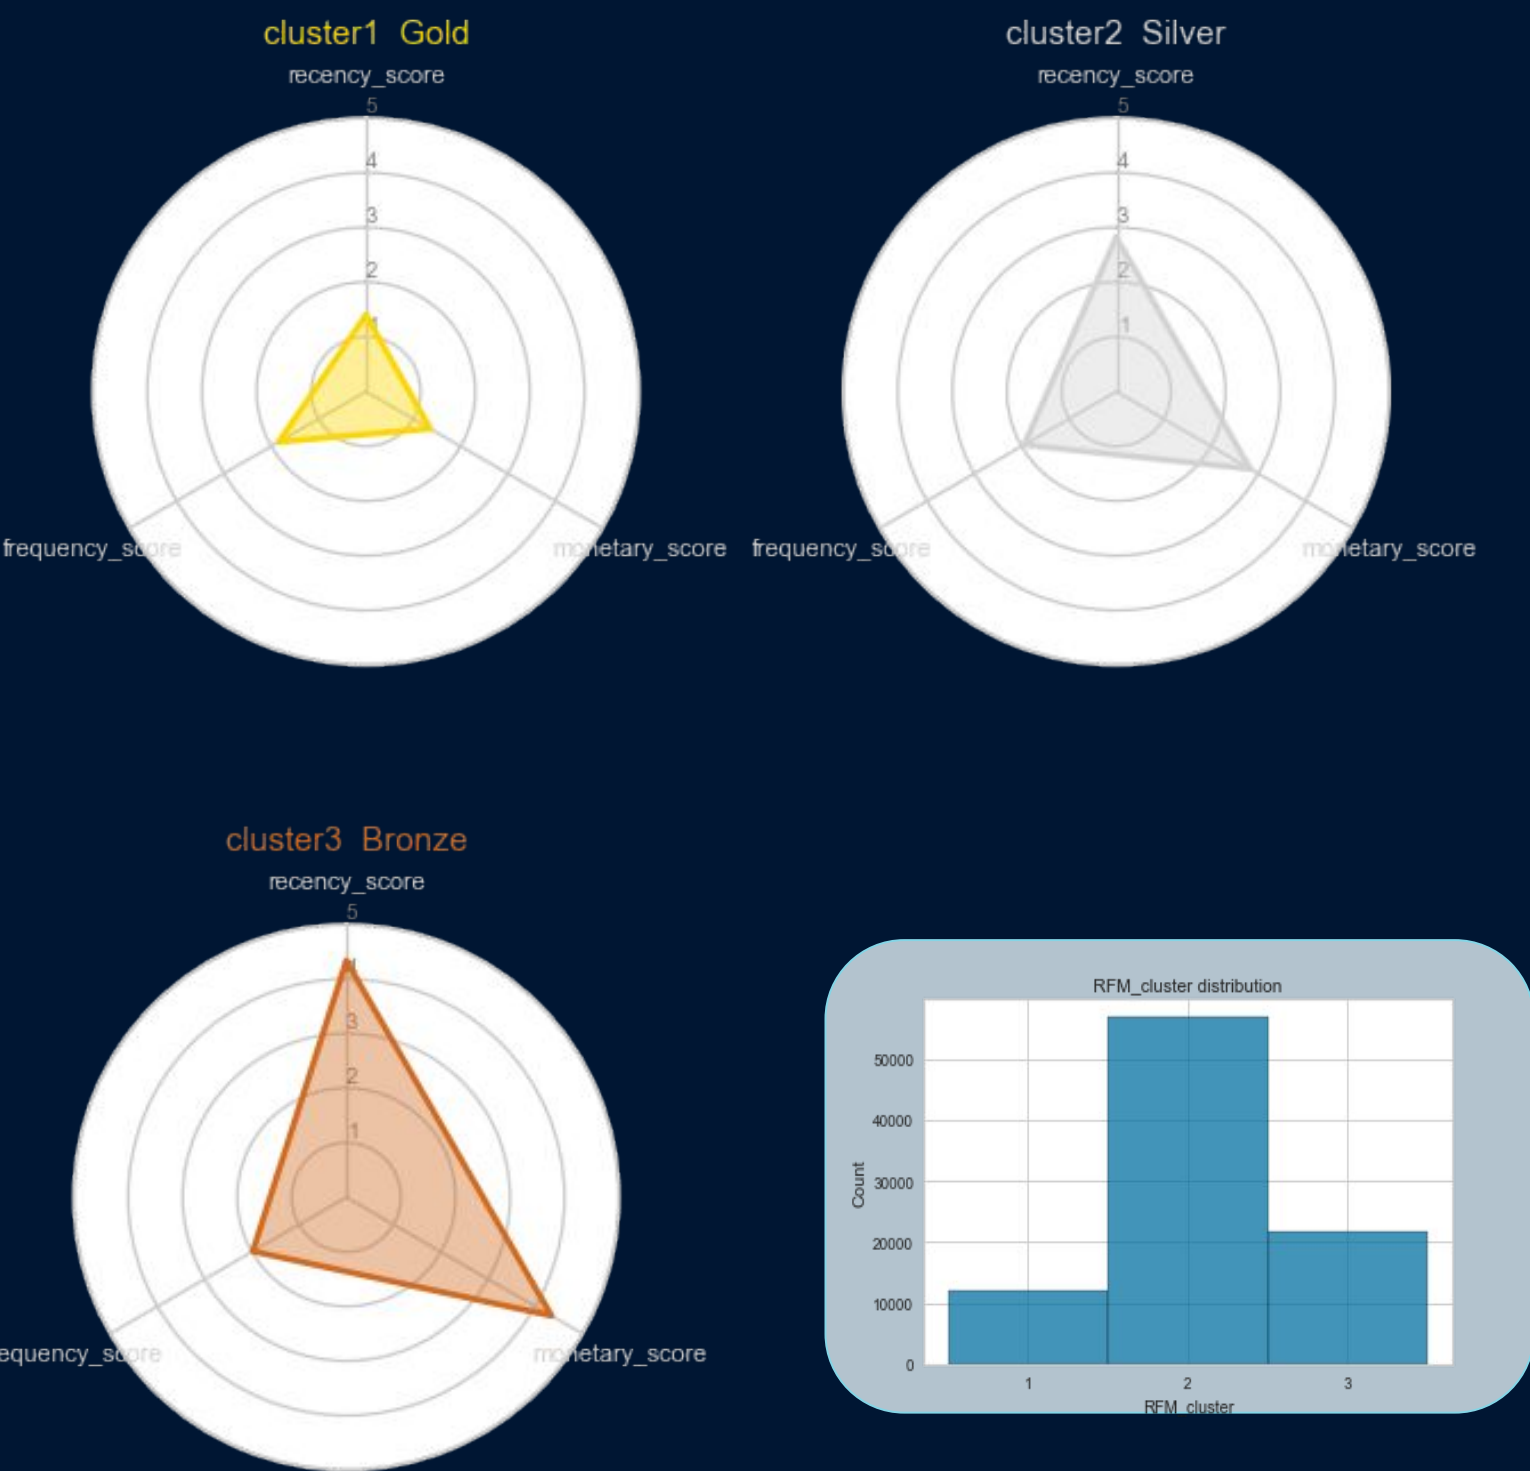 cluster1 Gold
recency_score
5
4
3
2
1
frequency_score
monetary_score
cluster2 Silver
recency_score
5
4
3
2
1
frequency_score
monetary_score
cluster3 Bronze
recency_score
5
4
3
2
1
equency_score
monetary_score
RFM_cluster distribution
Count
50000
40000
30000
20000
10000
0
1 2 3
RFM_cluster